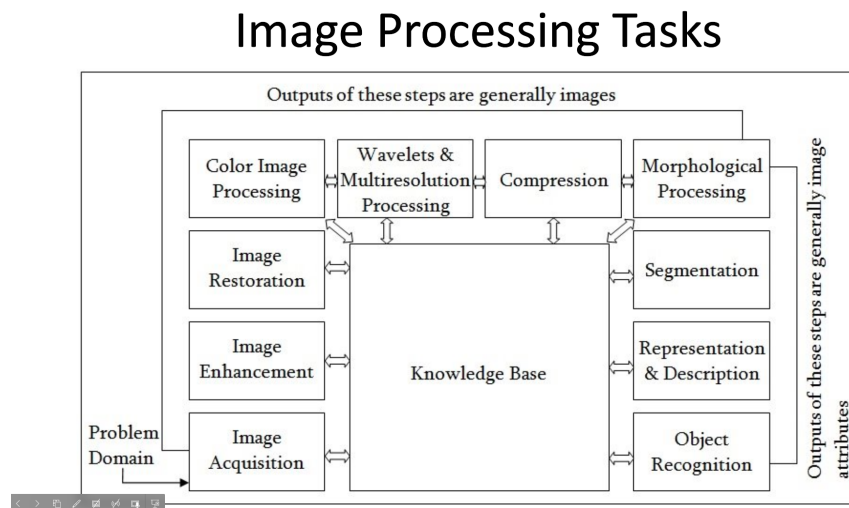 Image Processing Tasks
Outputs of these steps are generally images
Color Image
Processing
Wavelets &
Multiresolution
Processing
Compression
Morphological
Processing
Image
Restoration
Segmentation
Image
Enhancement
Knowledge Base
Representation
& Description
Problem
Domain
Image
Acquisition
Object
Recognition
Outputs of these steps are generally image
attributes